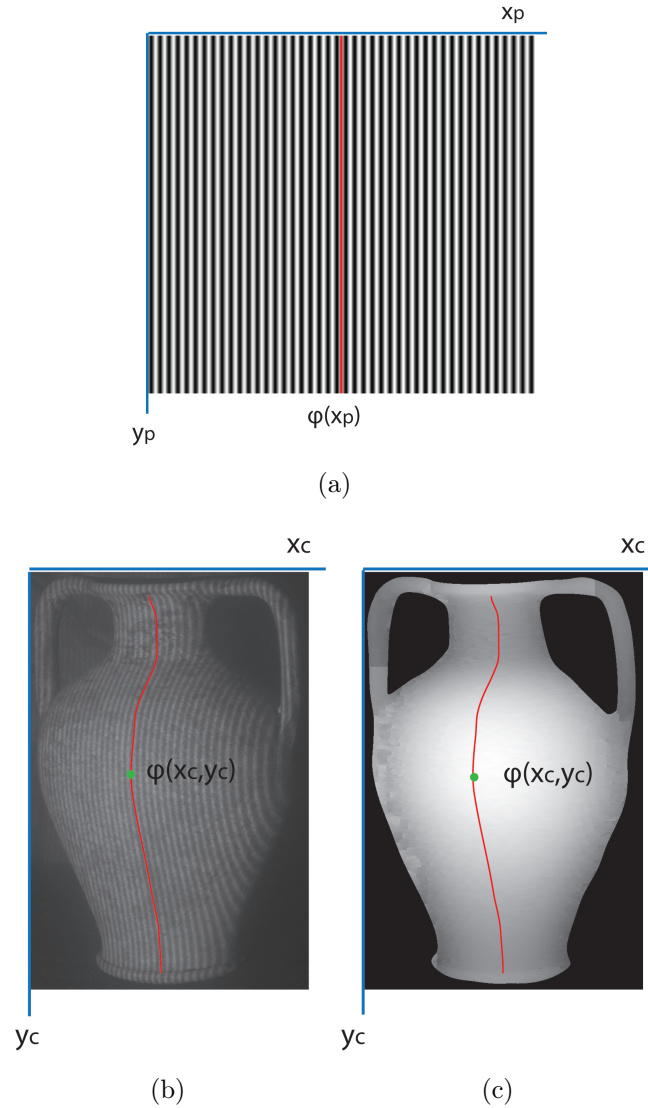 xp
yp
φ(xp)
(a)
xc
xc
φ(xc,yc)
φ(xc,yc)
yc
yc
(b)
(c)